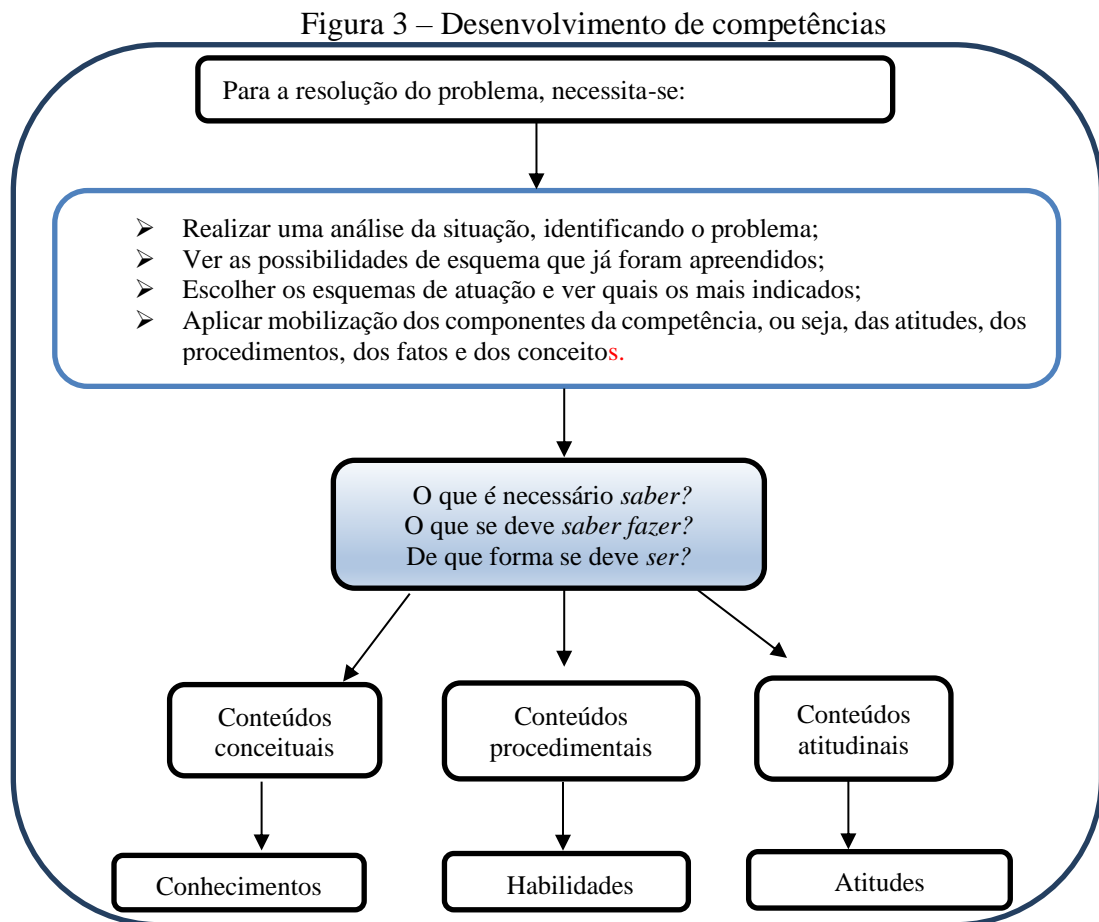 Figura 3 – Desenvolvimento de competências
Para a resolução do problema, necessita-se:
➢ Realizar uma análise da situação, identificando o problema;
➢ Ver as possibilidades de esquema que já foram apreendidos;
➢ Escolher os esquemas de atuação e ver quais os mais indicados;
➢ Aplicar mobilização dos componentes da competência, ou seja, das atitudes, dos
procedimentos, dos fatos e dos conceitos.
O que é necessário saber?
O que se deve saber fazer?
De que forma se deve ser?
Conteúdos
conceituais
Conteúdos
procedimentais
Conteúdos
atitudinais
Conhecimentos
Habilidades
Atitudes